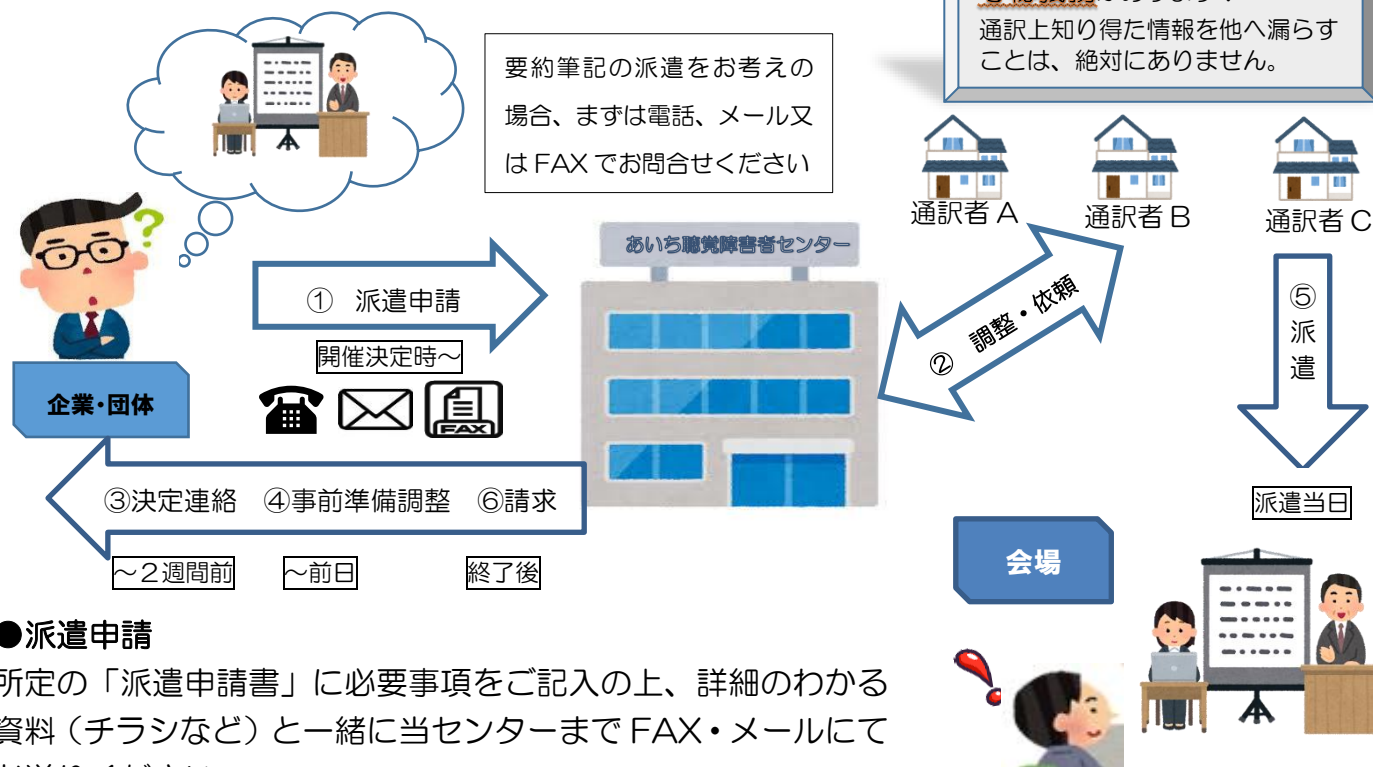 通訳上知り得た情報を他へ漏らす
ことは、絶対にありません。
要約筆記の派遣をお考えの
場合、まずは電話、メール又
は FAX でお問合せください
通訳者 A
通訳者 B
通訳者 C
あいち聴覚障害者センター
① 派遣申請
開催決定時～
② 調整・依頼
⑤
派
遣
企業・団体
FAX
③決定連絡 ④事前準備調整 ⑥請求
～２週間前
～前日
終了後
派遣当日
会場
●派遣申請
所定の「派遣申請書」に必要事項をご記入の上、詳細のわかる
資料（チラシなど）と一緒に当センターまで FAX・メールにて